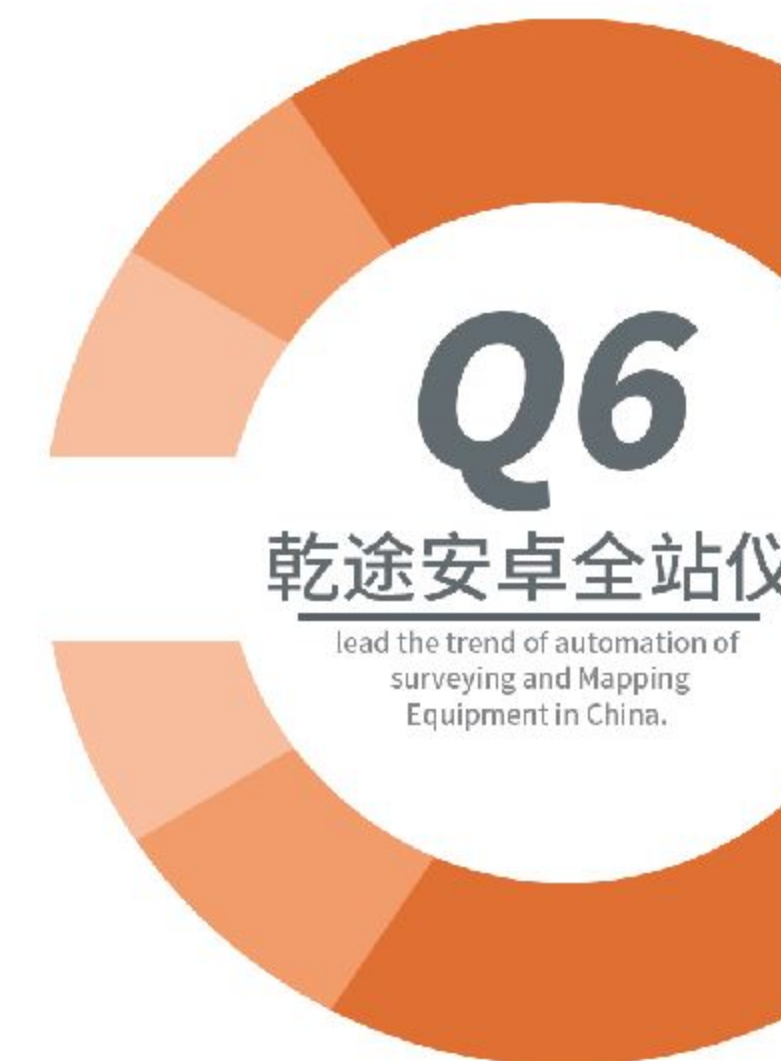 Q6
乾途安卓全站仪
lead the trend of automation of
surveying and Mapping
Equipment in China.